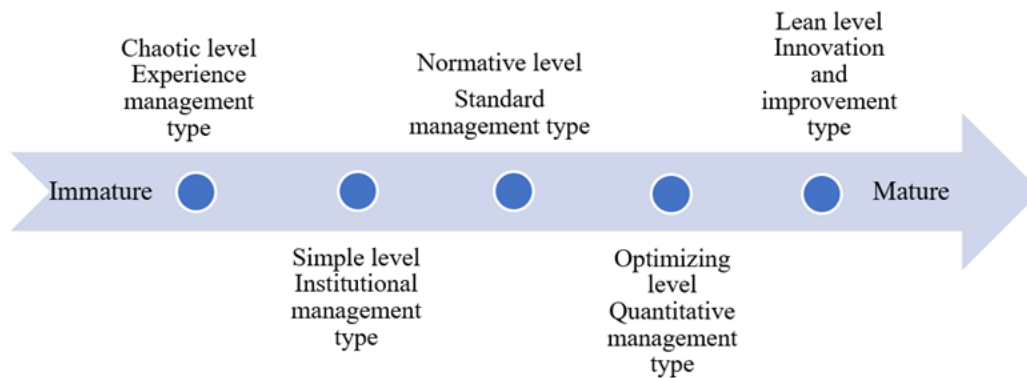 Chaotic level
Experience
management
type
Normative level
Standard
management type
Lean level
Innovation
and
improvement
type
Immature
Mature
Simple level
Institutional
management
type
Optimizing
level
Quantitative
management
type